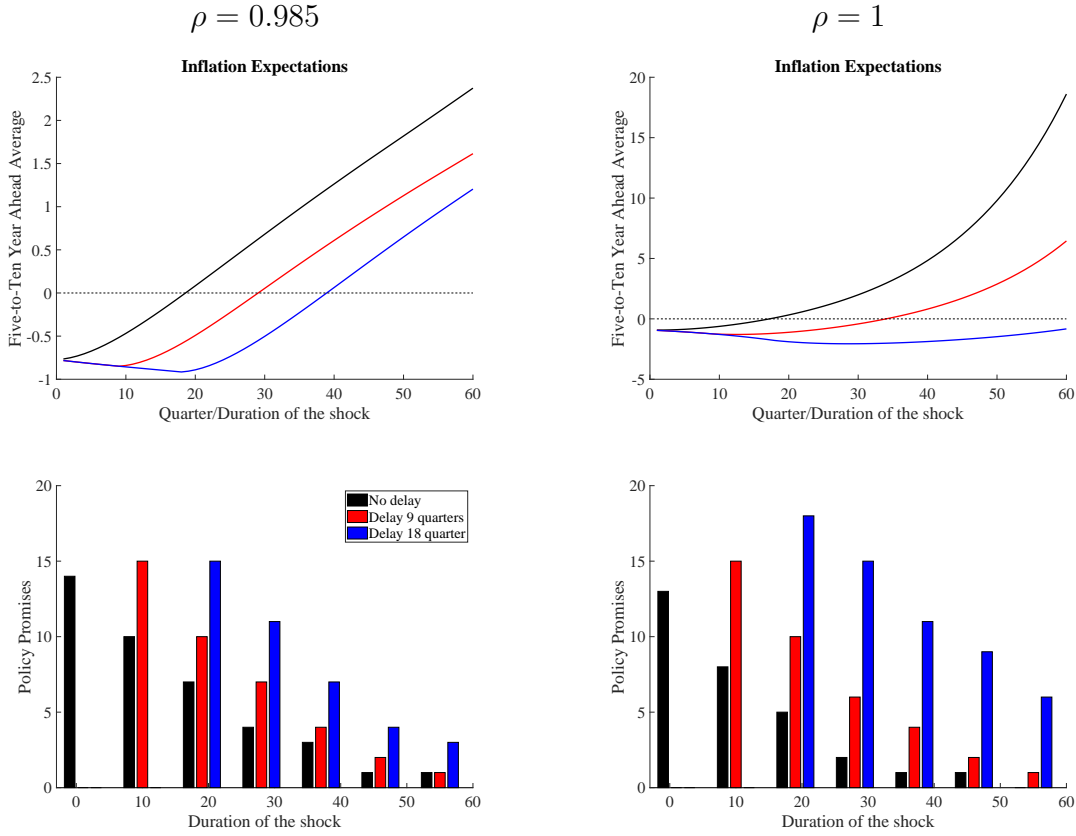 ρ = 0.985
ρ = 1
Inflation Expectations
Five-to-Ten Year Ahead Average
2.5
2
1.5
1
0.5
0
-0.5
-1
0 10 20 30 40 50 60
Quarter/Duration of the shock
Inflation Expectations
Five-to-Ten Year Ahead Average
20
15
10
5
0
-5
0 10 20 30 40 50 60
Quarter/Duration of the shock
Policy Promises
20
15
10
5
0
No delay
Delay 9 quarters
Delay 18 quarter
0 10 20 30 40 50 60
Duration of the shock
Policy Promises
20
15
10
5
0
0 10 20 30 40 50 60
Duration of the shock